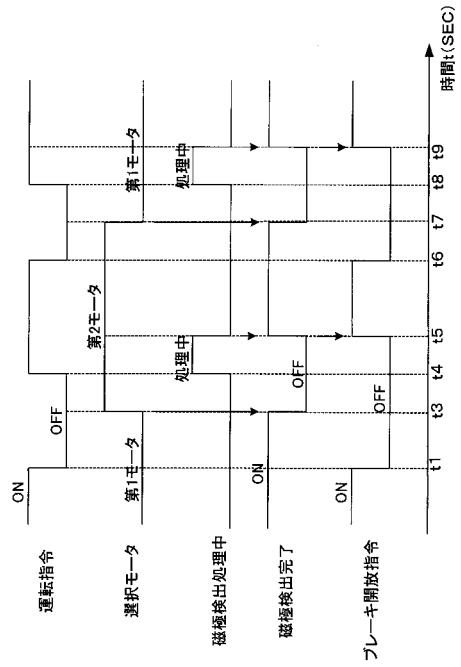 運転指令
ON
OFF
選択モータ
第1モータ
第2モータ
第1モータ
磁極検出処理中
処理中
処理中
磁極検出完了
ON
OFF
ブレーキ開放指令
ON
OFF
t1
t3
t4
t5
t6
t7
t8
t9
時間t(SEC)